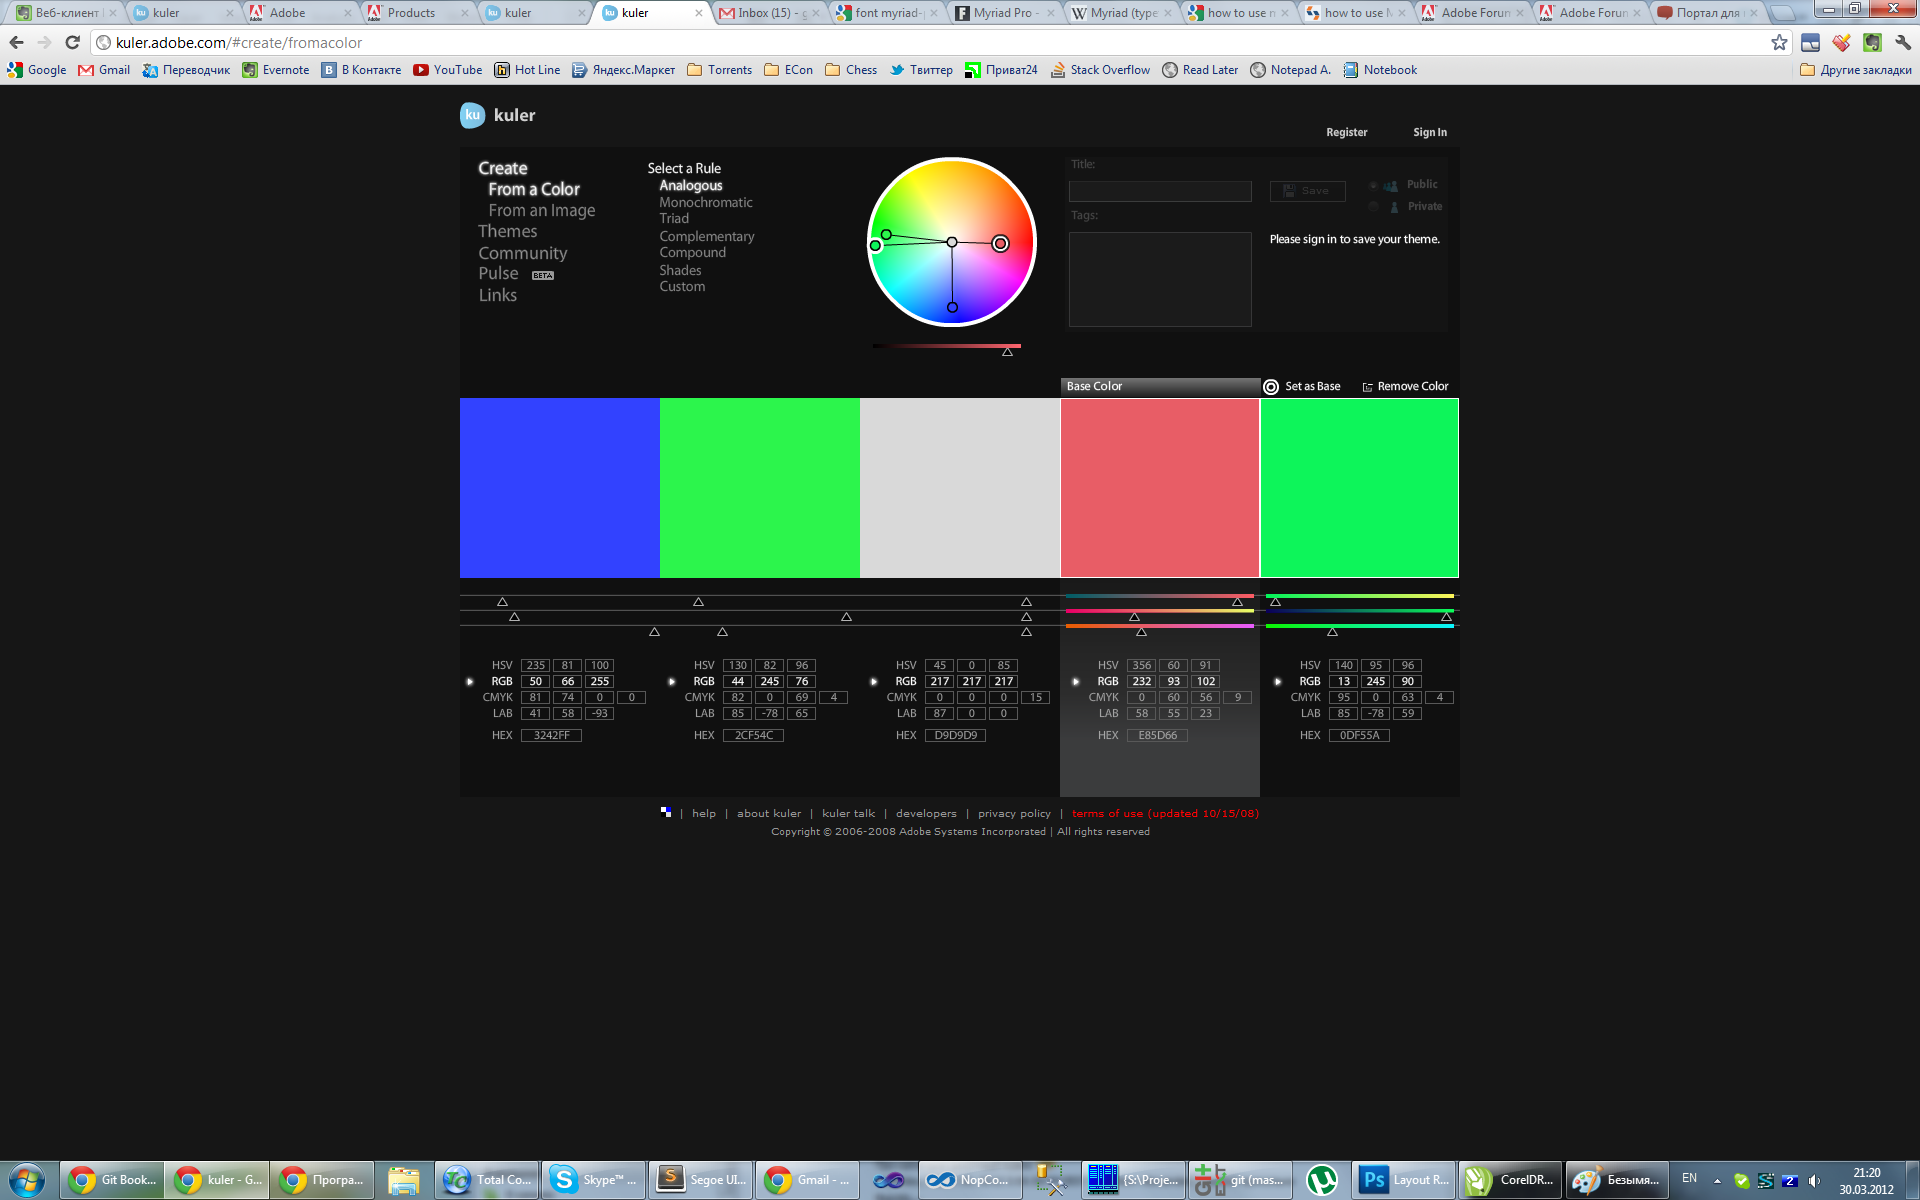 Веб-клиент kuler Adobe Products kuler kuler Inbox (15) - font myriad- Myriad Pro - Myriad (type how to use how to use Adobe Forun Adobe Forun Портал для
kuler.adobe.com/#create/fromacolor
Google Gmail Переводчик Evernote В Контакте YouTube Hot Line Яндекс.Маркет Torrents ECon Chess Твиттер Приват24 Stack Overflow Read Later Notepad A. Notebook Другие закладки
ku kuler
Register Sign In
Create
From a Color
From an Image
Themes
Community
Pulse BETA
Links
Select a Rule
Analogous
Monochromatic
Triad
Complementary
Compound
Shades
Custom
Title:
Save
Public
Private
Tags:
Please sign in to save your theme.
Base Color Set as Base Remove Color
HSV 235 81 100 HSV 130 82 96 HSV 45 0 85 HSV 356 60 91 HSV 140 95 96
RGB 50 66 255 RGB 44 245 76 RGB 217 217 217 RGB 232 93 102 RGB 13 245 90
CMYK 81 74 0 0 CMYK 82 0 69 4 CMYK 0 0 0 15 CMYK 0 60 56 9 CMYK 95 0 63 4
LAB 41 58 -93 LAB 85 -78 65 LAB 87 0 0 LAB 58 55 23 LAB 85 -78 59
HEX 3242FF HEX 2CF54C HEX D9D9D9 HEX E85D66 HEX 0DF55A
| help | about kuler | kuler talk | developers | privacy policy | terms of use (updated 10/15/08)
Copyright © 2006-2008 Adobe Systems Incorporated | All rights reserved
Git Book... kuler - G... Програ... Total Co... Skype™ ... Segoe UI... Gmail - ... NopCo... {S:\Proje... git (mas... Layout R... CorelDR... Безымя... EN 21:20
30.03.2012